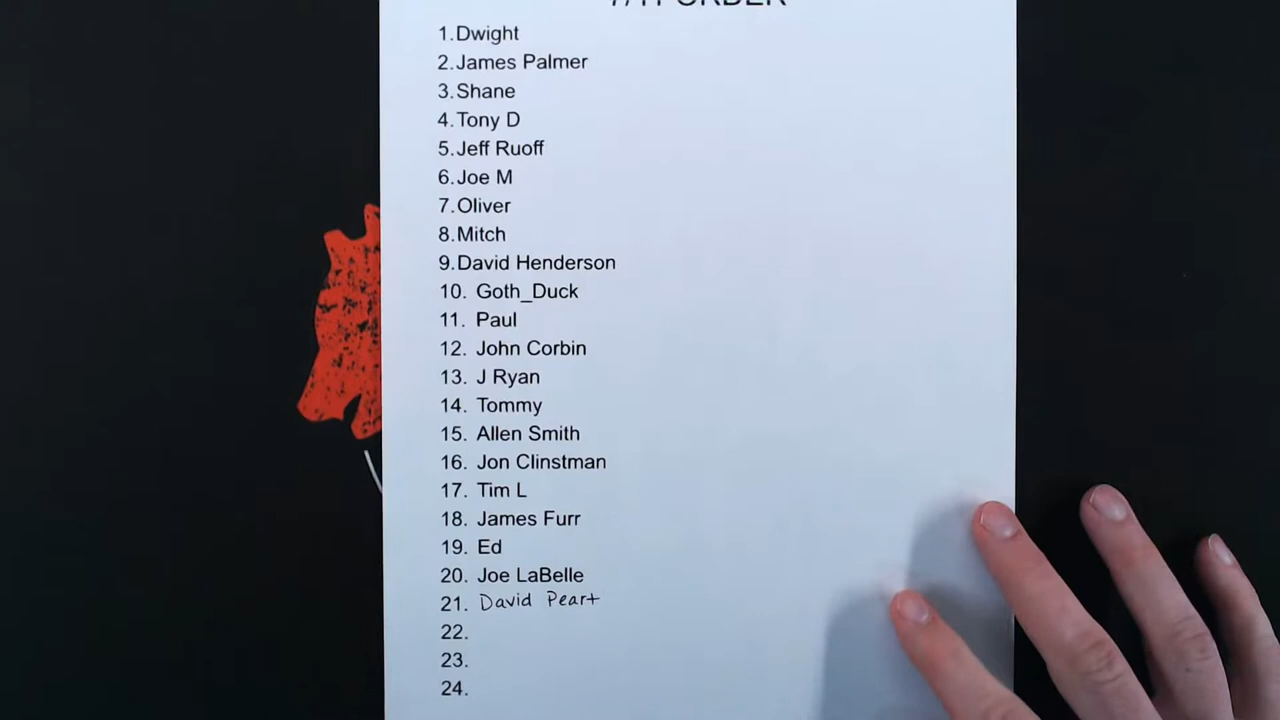 ORDER
1. Dwight
2. James Palmer
3. Shane
4. Tony D
5. Jeff Ruoff
6. Joe M
7. Oliver
8. Mitch
9. David Henderson
10. Goth_Duck
11. Paul
12. John Corbin
13. J Ryan
14. Tommy
15. Allen Smith
16. Jon Clinstman
17. Tim L
18. James Furr
19. Ed
20. Joe LaBelle
21. David Peart
22.
23.
24.